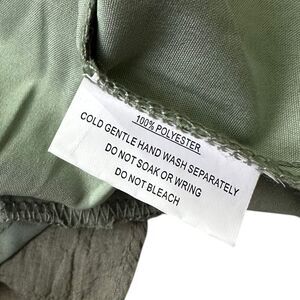 100% POLYESTER
COLD GENTLE HAND WASH SEPARATELY
DO NOT SOAK OR WRING
DO NOT BLEACH